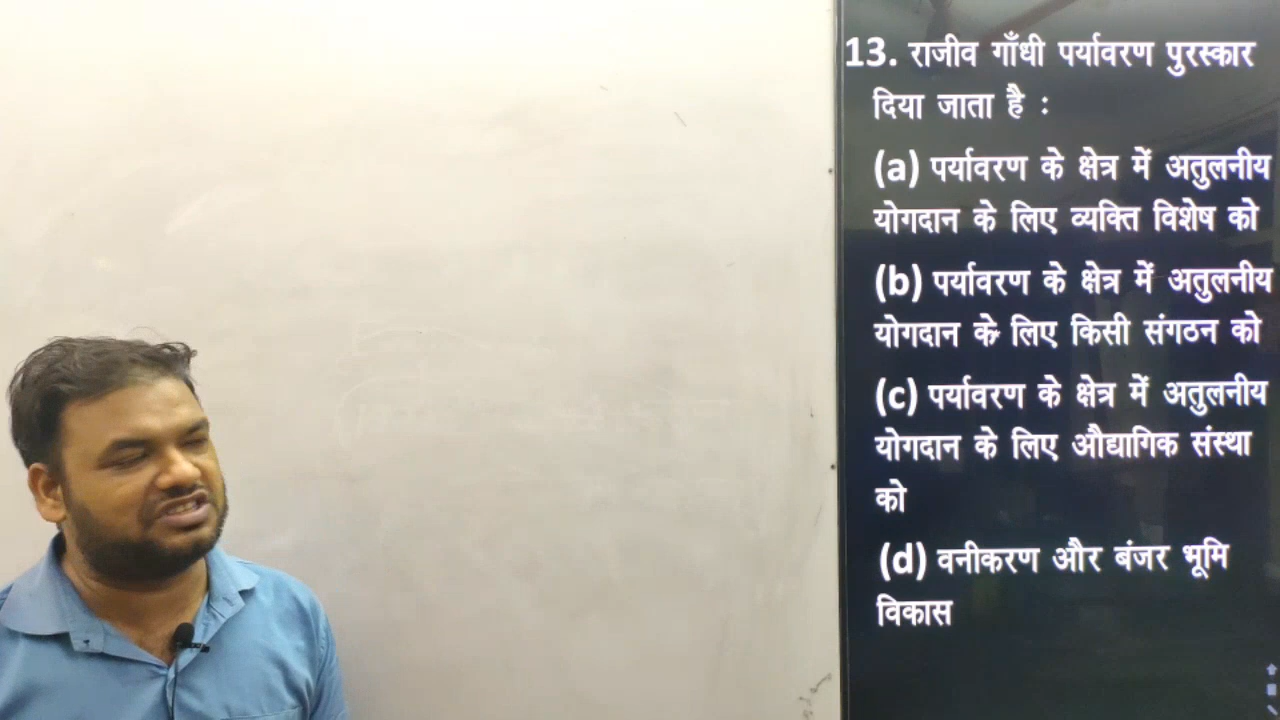 13. राजीव गाँधी पर्यावरण पुरस्कार
दिया जाता है :
(a) पर्यावरण के क्षेत्र में अतुलनीय
योगदान के लिए व्यक्ति विशेष को
(b) पर्यावरण के क्षेत्र में अतुलनीय
योगदान के लिए किसी संगठन को
(c) पर्यावरण के क्षेत्र में अतुलनीय
योगदान के लिए औद्यागिक संस्था
को
(d) वनीकरण और बंजर भूमि
विकास